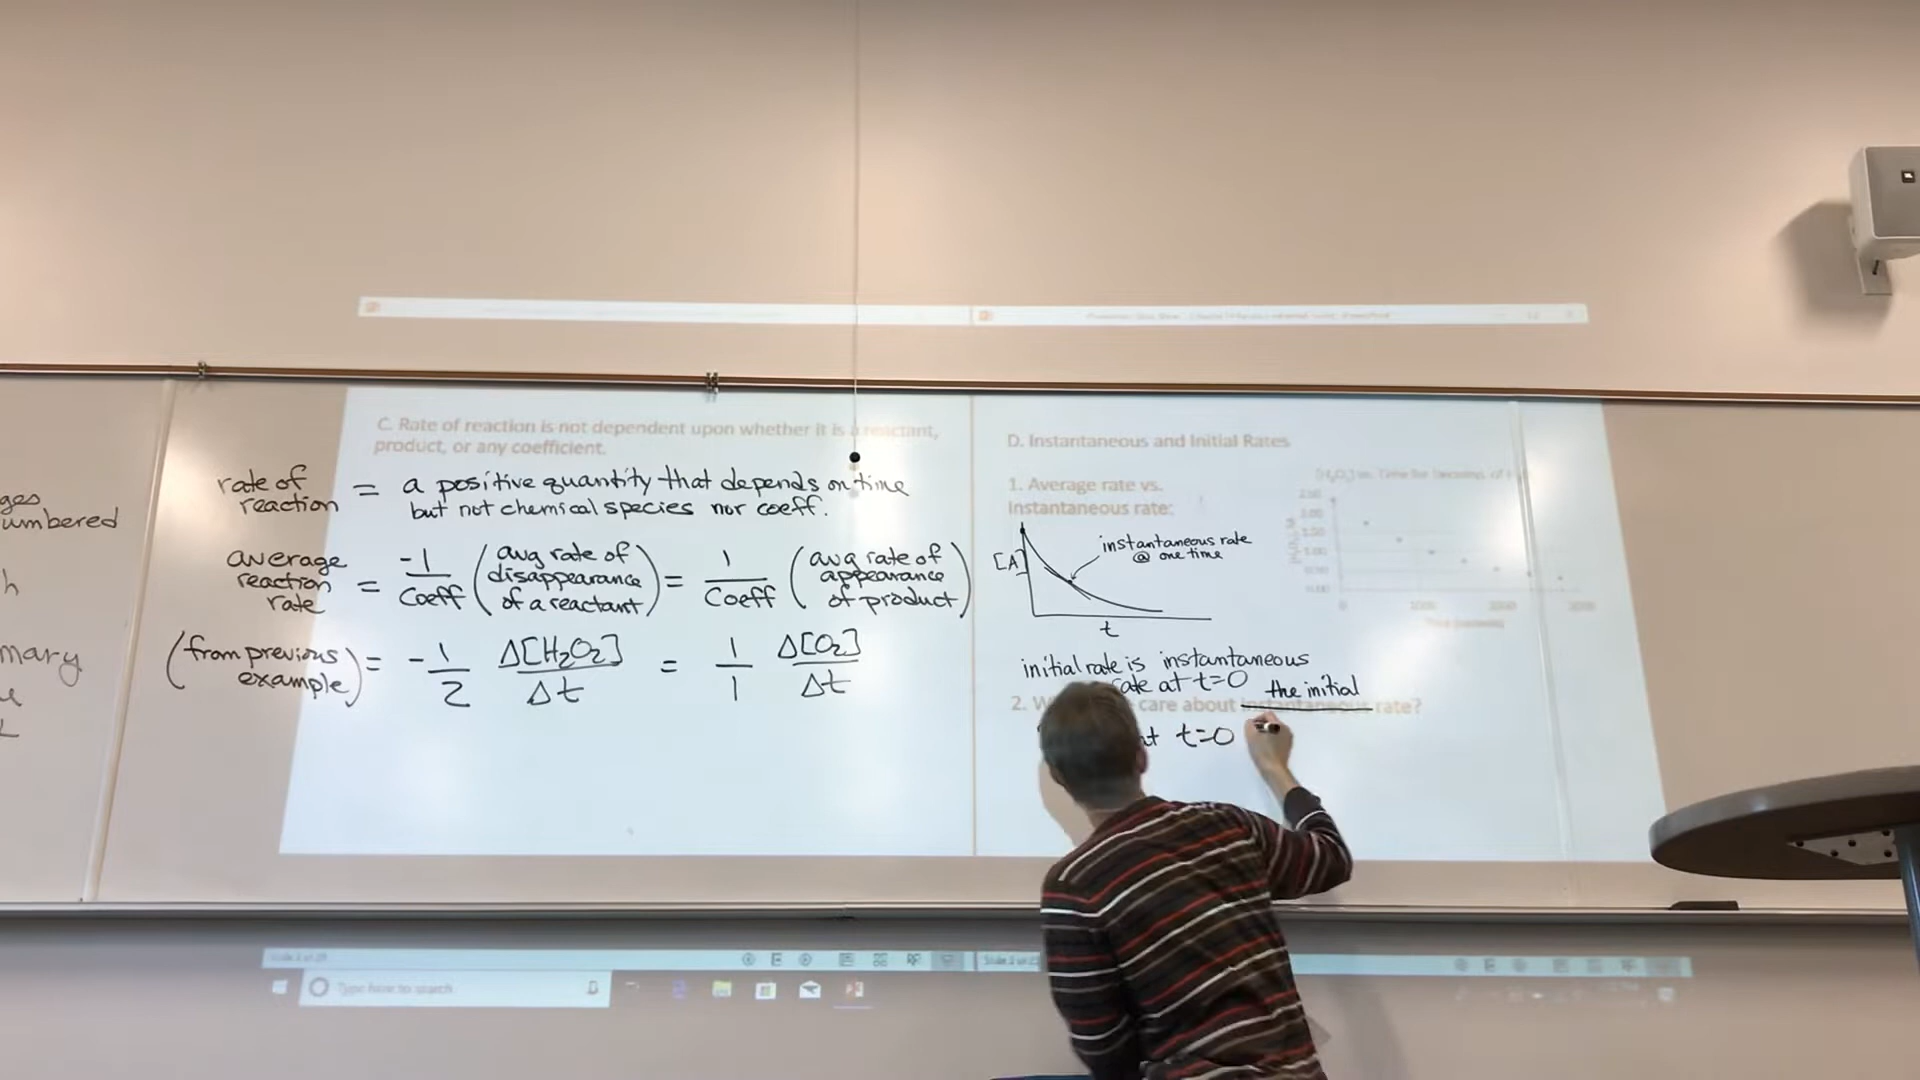 ges
umbered
h
mary
C. Rate of reaction is not dependent upon whether it is a reactant,
product, or any coefficient.
rate of
reaction = a positive quantity that depends on time
but not chemical species nor coeff.
average
reaction
rate = -1/Coeff (avg rate of disappearance of a reactant) = 1/Coeff (avg rate of appearance of product)
(from previous example) = -1/2 Δ[H₂O₂]/Δt = 1/1 Δ[O₂]/Δt
D. Instantaneous and Initial Rates
1. Average rate vs.
instantaneous rate:
[A]
instantaneous rate
@ one time
t
initial rate is instantaneous
rate at t=0
the initial
2. care about instantaneous rate?
at t=0
Type here to search